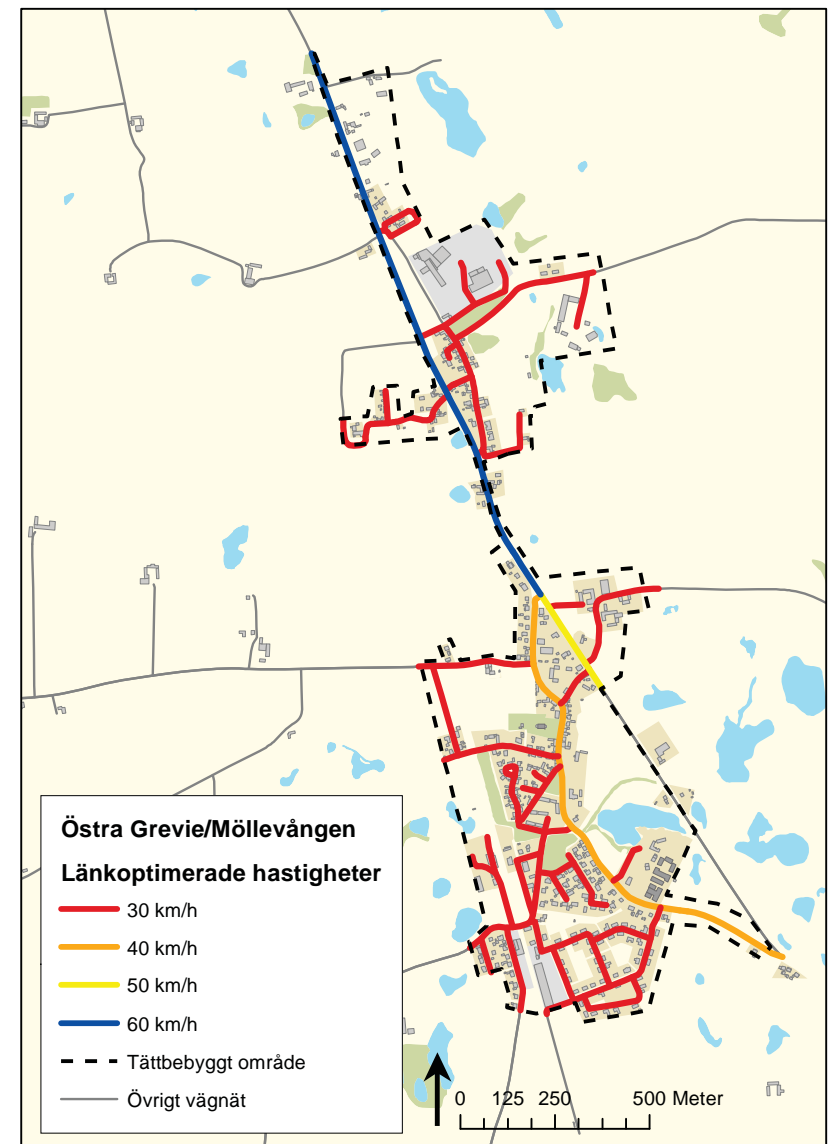 Östra Grevie/Möllevången
Länkoptimerade hastigheter
30 km/h
40 km/h
50 km/h
60 km/h
Tättbebyggt område
Övrigt vägnät
0 125 250 500 Meter